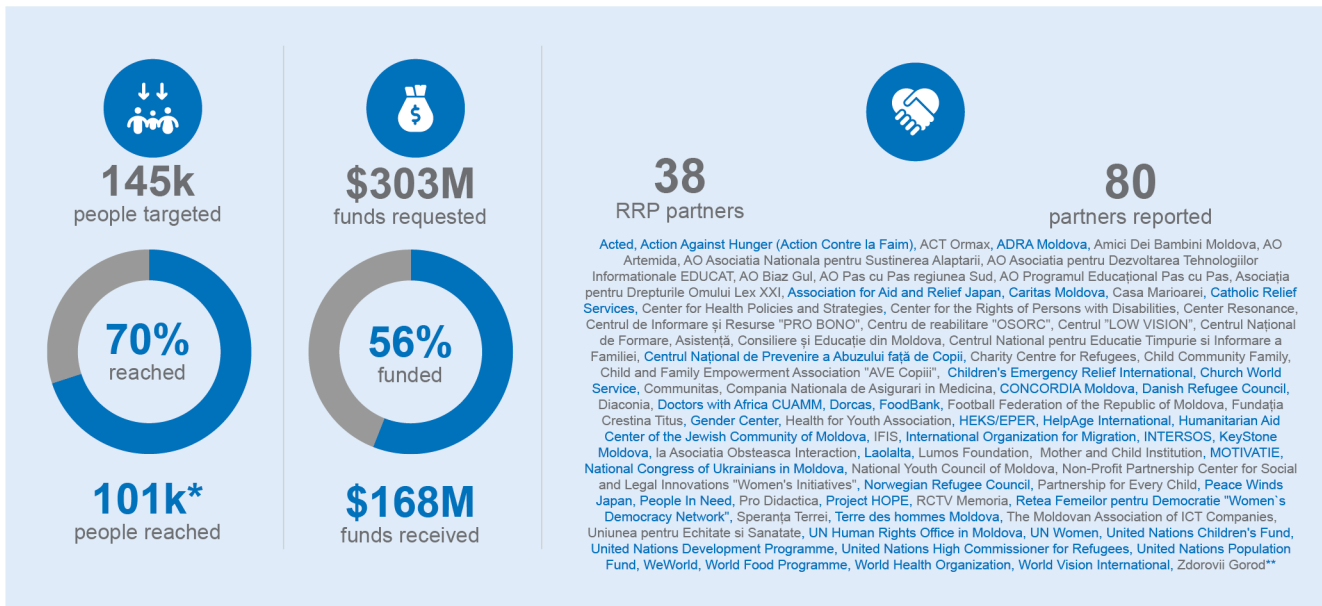 145k
people targeted
70%
reached
101k*
people reached
$
$303M
funds requested
56%
funded
$168M
funds received
38
RRP partners
80
partners reported
Acted, Action Against Hunger (Action Contre la Faim), ACT Ormax, ADRA Moldova, Amici Dei Bambini Moldova, AO
Artemida, AO Asociatia Nationala pentru Sustinerea Alaptarii, AO Asociatia pentru Dezvoltarea Tehnologiilor
Informationale EDUCAT, AO Biaz Gul, AO Pas cu Pas regiunea Sud, AO Programul Educațional Pas cu Pas, Asociația
pentru Drepturile Omului Lex XXI, Association for Aid and Relief Japan, Caritas Moldova, Casa Marioarei, Catholic Relief
Services, Center for Health Policies and Strategies, Center for the Rights of Persons with Disabilities, Center Resonance,
Centrul de Informare și Resurse "PRO BONO", Centru de reabilitare "OSORC", Centrul "LOW VISION", Centrul Național
de Formare, Asistență, Consiliere și Educație din Moldova, Centrul National pentru Educatie Timpurie si Informare a
Familiei, Centrul Național de Prevenire a Abuzului față de Copii, Charity Centre for Refugees, Child Community Family,
Child and Family Empowerment Association "AVE Copiii", Children's Emergency Relief International, Church World
Service, Communitas, Compania Nationala de Asigurari in Medicina, CONCORDIA Moldova, Danish Refugee Council,
Diaconia, Doctors with Africa CUAMM, Dorcas, FoodBank, Football Federation of the Republic of Moldova, Fundația
Crestina Titus, Gender Center, Health for Youth Association, HEKS/EPER, HelpAge International, Humanitarian Aid
Center of the Jewish Community of Moldova, IFIS, International Organization for Migration, INTERSOS, KeyStone
Moldova, la Asociatia Obsteasca Interaction, Laolalta, Lumos Foundation, Mother and Child Institution, MOTIVATIE,
National Congress of Ukrainians in Moldova, National Youth Council of Moldova, Non-Profit Partnership Center for Social
and Legal Innovations "Women's Initiatives", Norwegian Refugee Council, Partnership for Every Child, Peace Winds
Japan, People In Need, Pro Didactica, Project HOPE, RCTV Memoria, Retea Femeilor pentru Democratie "Women`s
Democracy Network", Speranța Terrei, Terre des hommes Moldova, The Moldovan Association of ICT Companies,
Uniunea pentru Echitate si Sanatate, UN Human Rights Office in Moldova, UN Women, United Nations Children's Fund,
United Nations Development Programme, United Nations High Commissioner for Refugees, United Nations Population
Fund, WeWorld, World Food Programme, World Health Organization, World Vision International, Zdorovii Gorod**